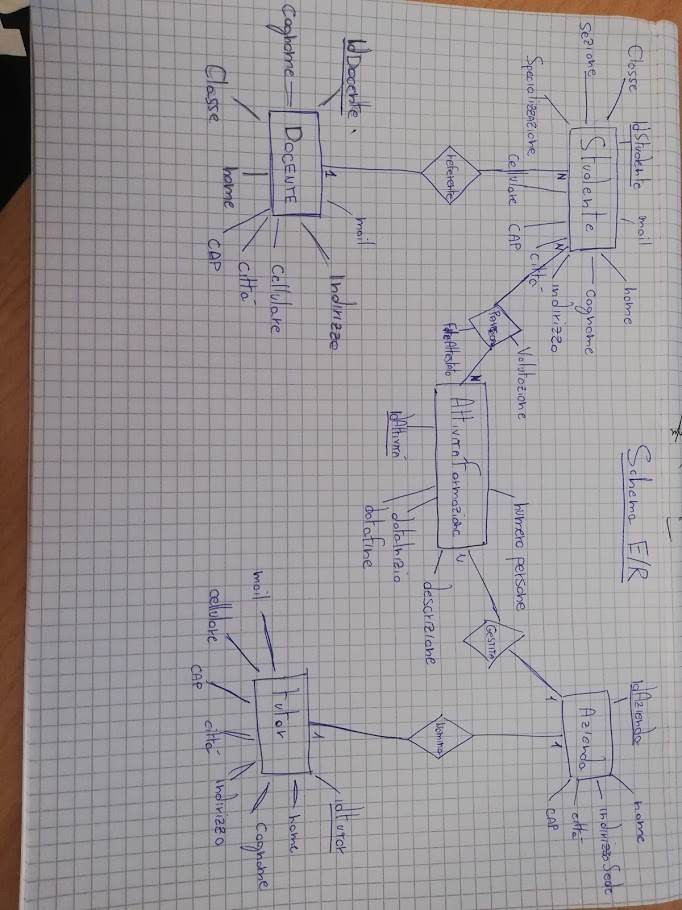 Schema E/R
Classe
Sezione
Specializzazione
IdStudente
mail
nome
Cognome
indirizzo
città
CAP
Cellulare
Studente
N
N
referente
1
IdDocente
Cognome
Classe
DOCENTE
nome
CAP
città
Cellulare
Indirizzo
mail
Valutazione
N
Attività Formazione
IdAttività
numero persone
dataInizio
datafine
descrizione
N
Gestita
1
IdAzienda
Azienda
nome
indirizzo Sede
città
CAP
1
Nomina
1
Tutor
mail
cellulare
CAP
città
Indirizzo
Cognome
nome
idTutor